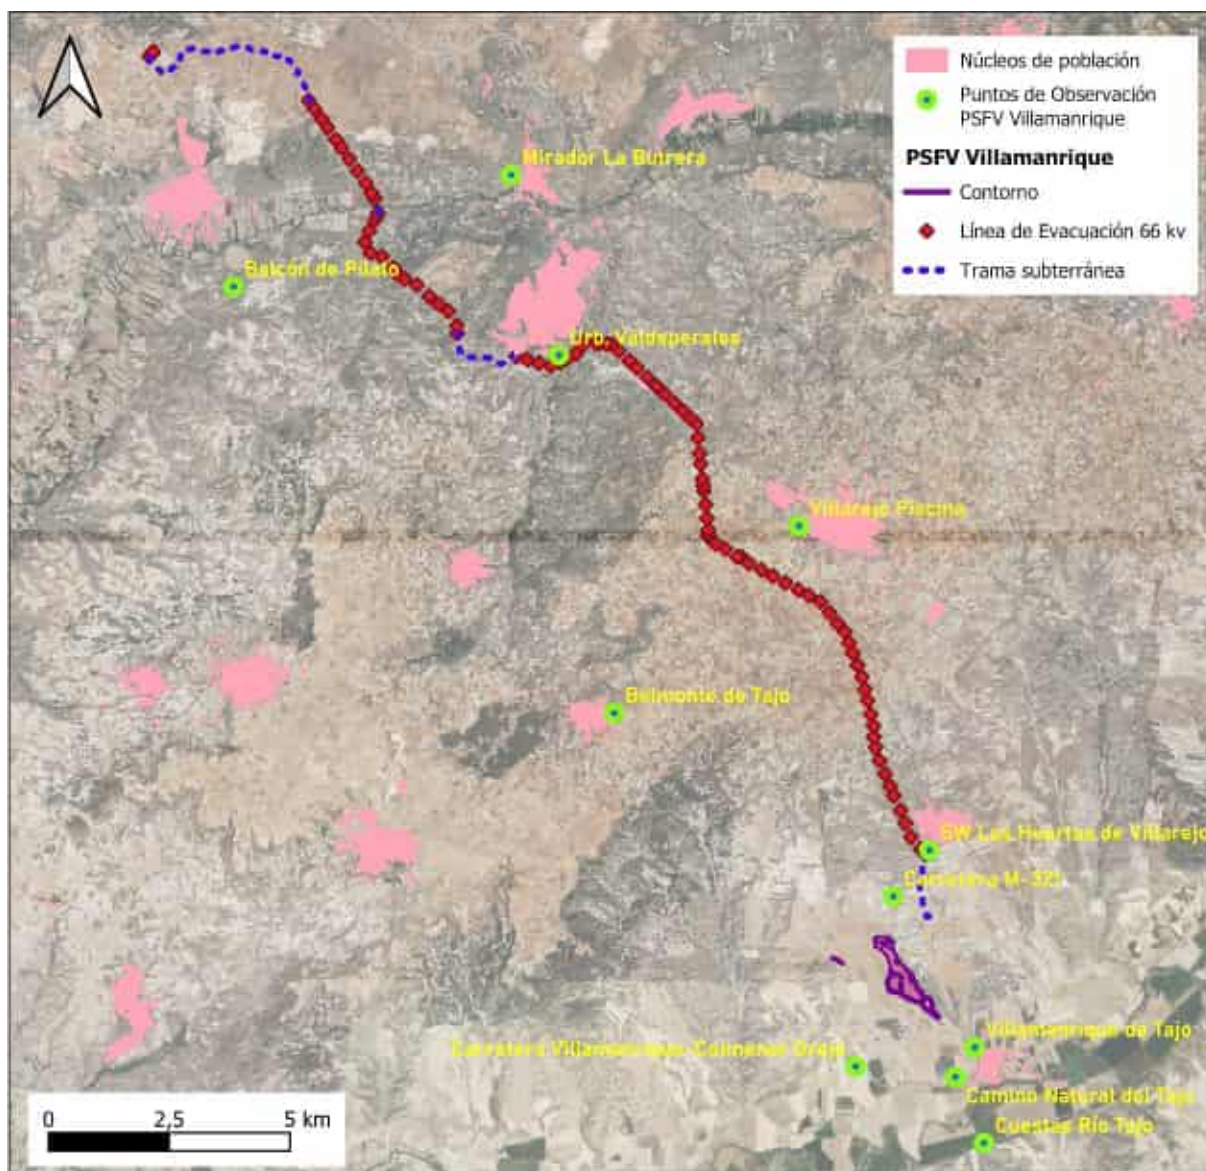 Núcleos de población
Puntos de Observación
PSFV Villamanrique
PSFV Villamanrique
Contorno
Línea de Evacuación 66 kv
Trama subterránea
Mirador La Butrera
Balcón de Pilato
Urb. Valdeperales
Villarejo Piscina
Belmonte de Tajo
SW Las Huertas de Villarejo
Carretera M-321
Villamanrique de Tajo
Carretera Villamanrique-Colmenar Oreja
Camino Natural del Tajo
Cuestas Río Tajo
0 2,5 5 km